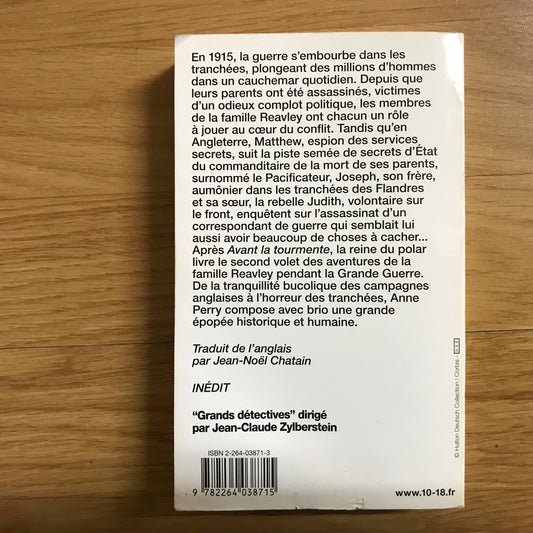 En 1915, la guerre s’embourbe dans les
tranchées, plongeant des millions d’hommes
dans un cauchemar quotidien. Depuis que
leurs parents ont été assassinés, victimes
d’un odieux complot politique, les membres
de la famille Reavley ont chacun un rôle
à jouer au cœur du conflit. Tandis qu’en
Angleterre, Matthew, espion des services
secrets, suit la piste semée de secrets d’État
du commanditaire de la mort de ses parents,
surnommé le Pacificateur, Joseph, son frère,
aumônier dans les tranchées des Flandres
et sa sœur, la rebelle Judith, volontaire sur
le front, enquêtent sur l’assassinat d’un
correspondant de guerre qui semblait lui
aussi avoir beaucoup de choses à cacher...
Après Avant la tourmente, la reine du polar
livre le second volet des aventures de la
famille Reavley pendant la Grande Guerre.
De la tranquillité bucolique des campagnes
anglaises à l’horreur des tranchées, Anne
Perry compose avec brio une grande
épopée historique et humaine.
Traduit de l’anglais
par Jean-Noël Chatain
INÉDIT
“Grands détectives” dirigé
par Jean-Claude Zylberstein
ISBN 2-264-03871-3
9 782264 038715
www.10-18.fr
© Hulton Deutsch Collection | Corbis